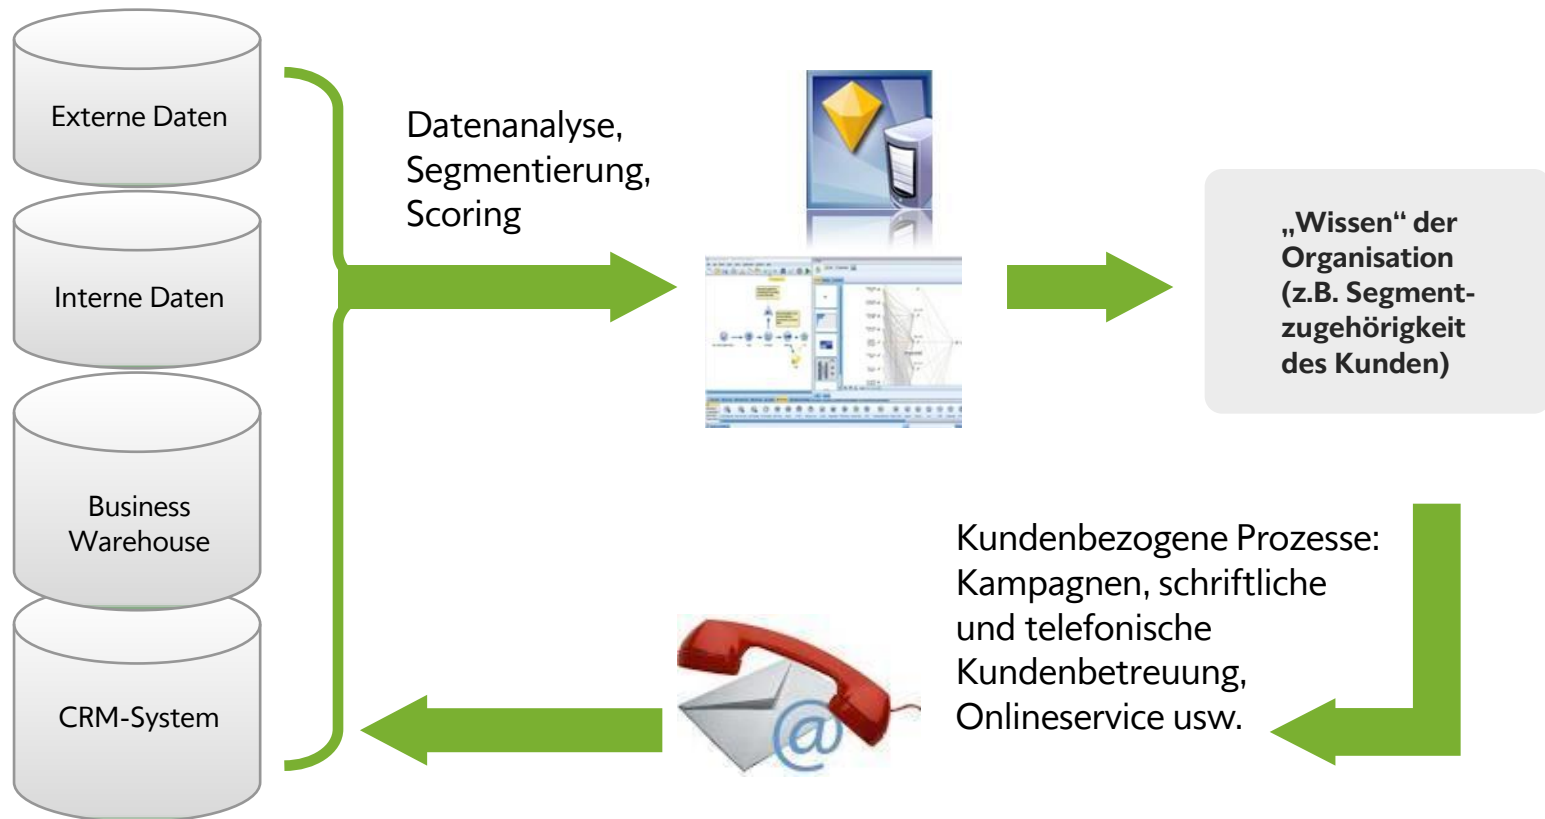 Externe Daten
Interne Daten
Business
Warehouse
CRM-System
Datenanalyse,
Segmentierung,
Scoring
„Wissen“ der
Organisation
(z.B. Segment-
zugehörigkeit
des Kunden)
Kundenbezogene Prozesse:
Kampagnen, schriftliche
und telefonische
Kundenbetreuung,
Onlineservice usw.
@